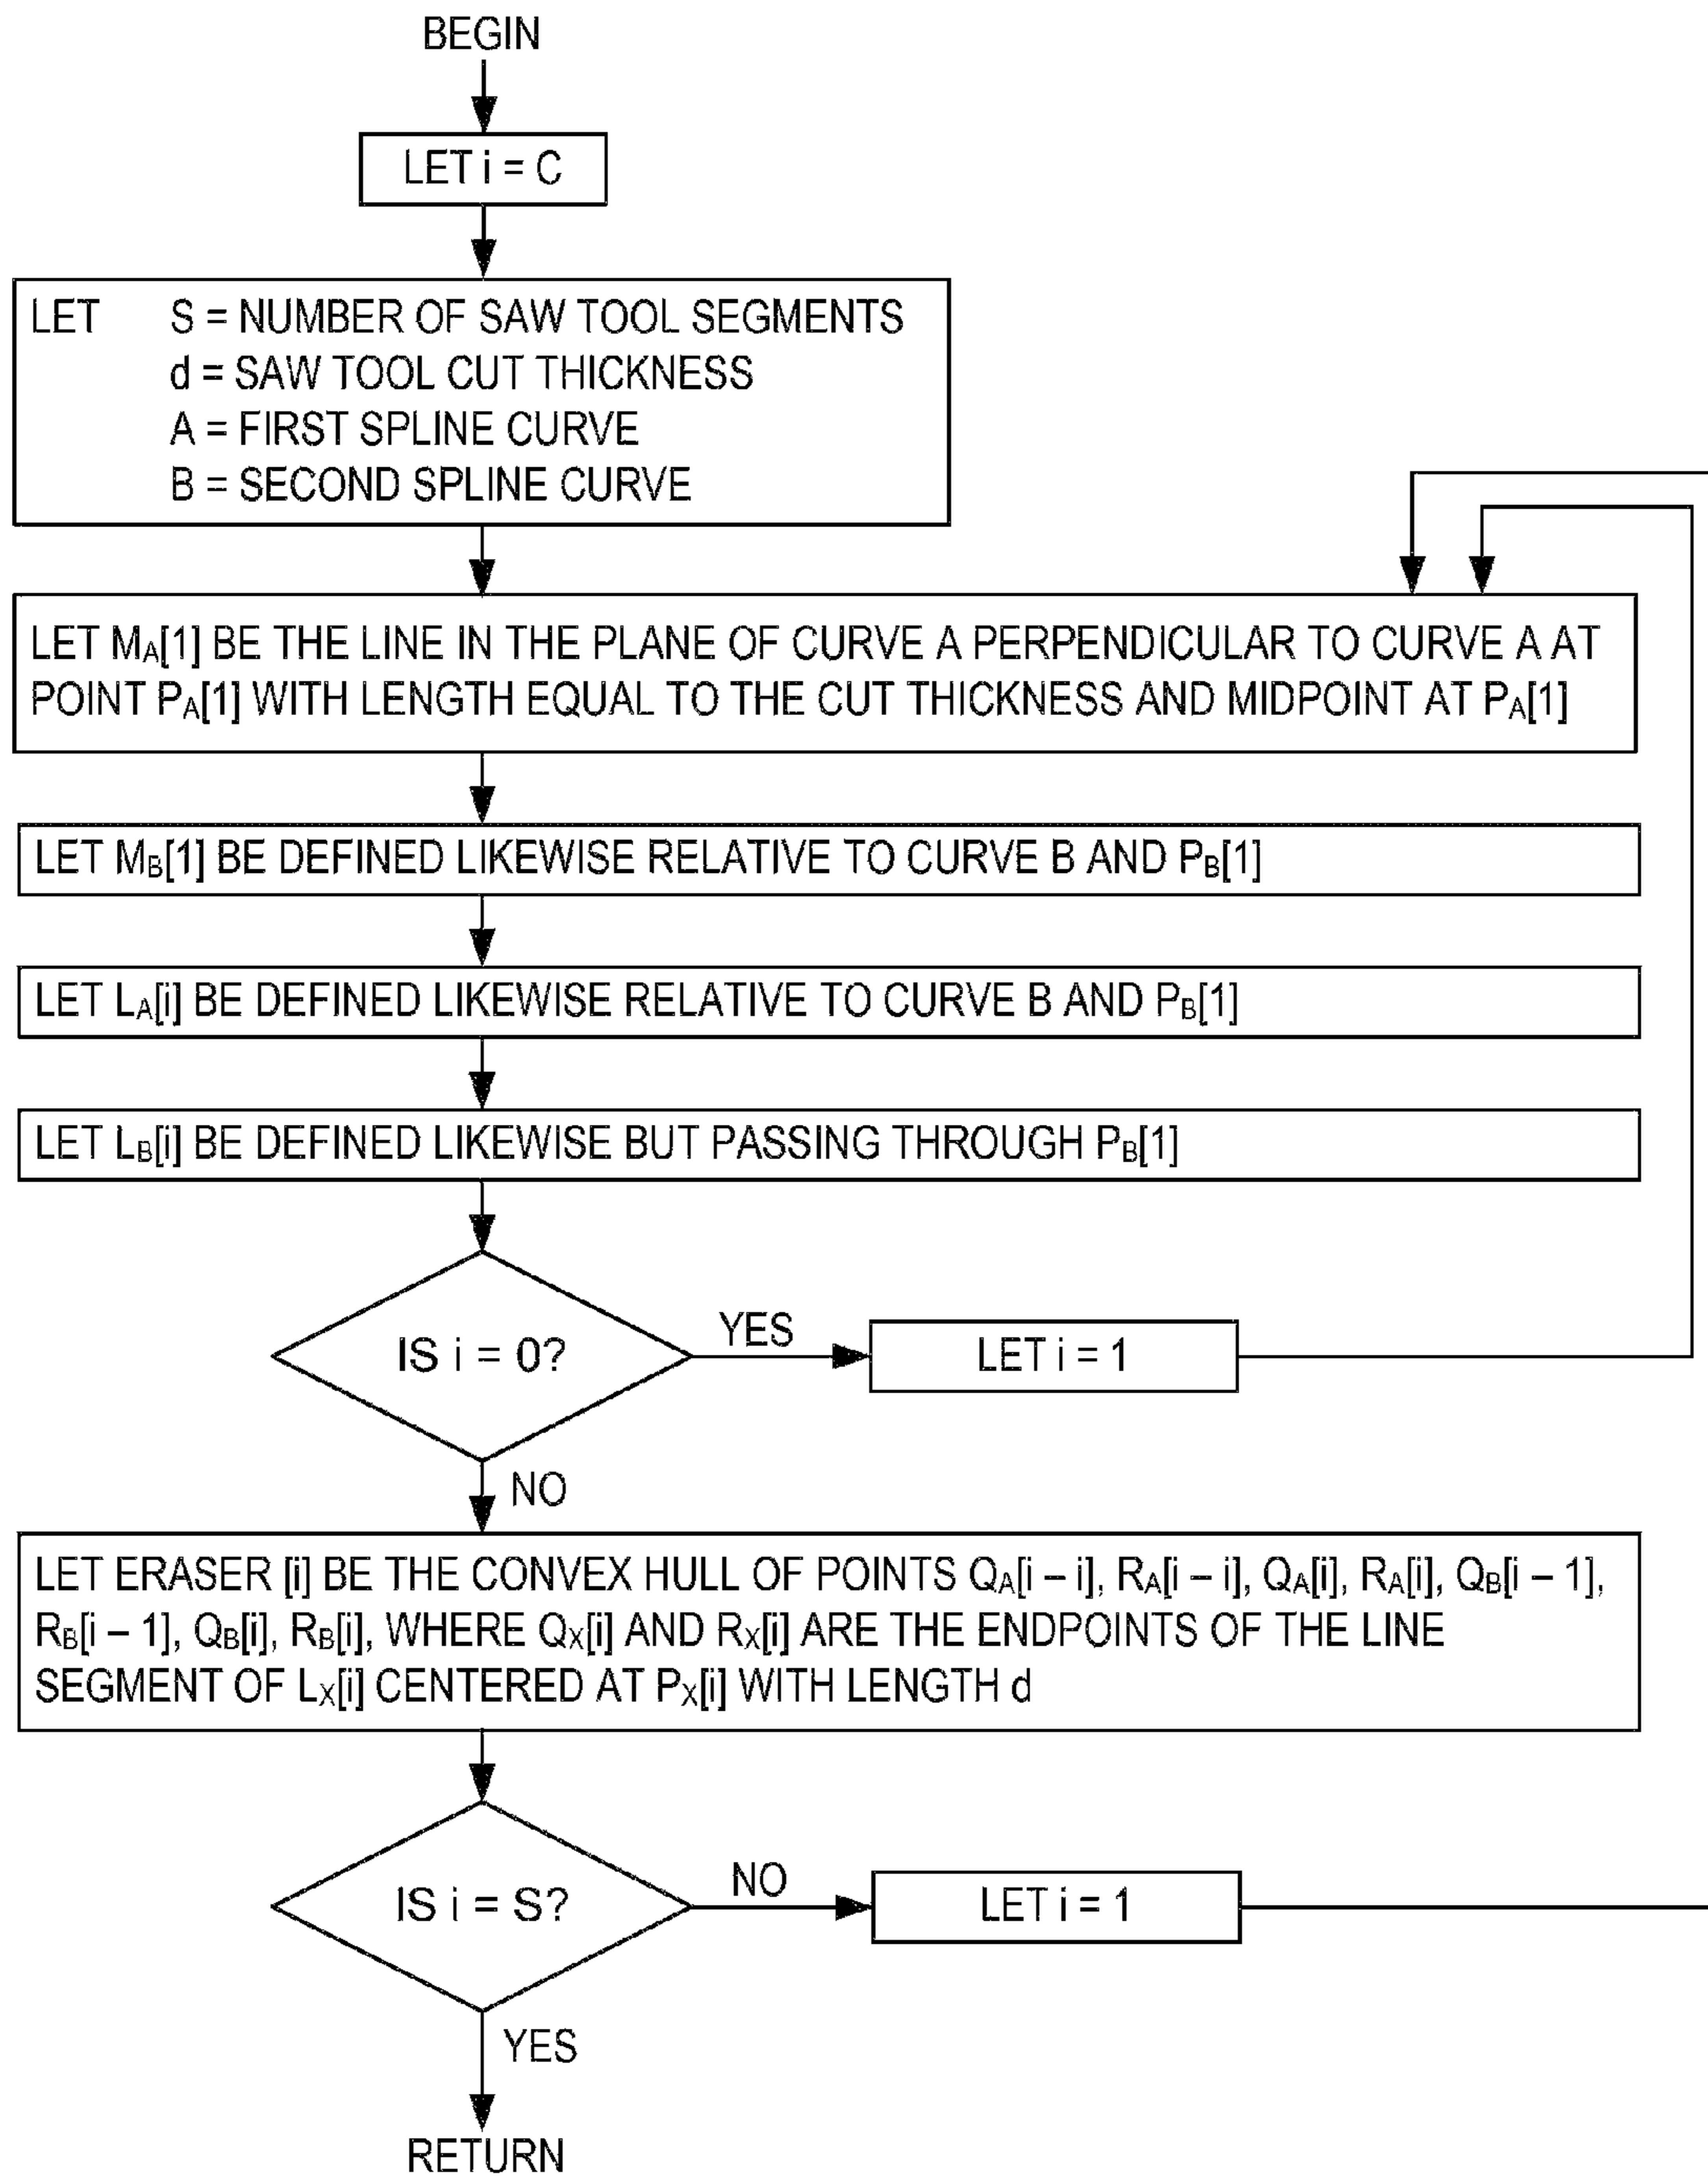 BEGIN
LET i = C
LET S = NUMBER OF SAW TOOL SEGMENTS
d = SAW TOOL CUT THICKNESS
A = FIRST SPLINE CURVE
B = SECOND SPLINE CURVE
LET MA[1] BE THE LINE IN THE PLANE OF CURVE A PERPENDICULAR TO CURVE A AT
POINT PA[1] WITH LENGTH EQUAL TO THE CUT THICKNESS AND MIDPOINT AT PA[1]
LET MB[1] BE DEFINED LIKEWISE RELATIVE TO CURVE B AND PB[1]
LET LA[i] BE DEFINED LIKEWISE RELATIVE TO CURVE B AND PB[1]
LET LB[i] BE DEFINED LIKEWISE BUT PASSING THROUGH PB[1]
IS i = 0?
YES
LET i = 1
NO
LET ERASER [i] BE THE CONVEX HULL OF POINTS QA[i – i], RA[i – i], QA[i], RA[i], QB[i – 1],
RB[i – 1], QB[i], RB[i], WHERE QX[i] AND RX[i] ARE THE ENDPOINTS OF THE LINE
SEGMENT OF LX[i] CENTERED AT PX[i] WITH LENGTH d
IS i = S?
NO
LET i = 1
YES
RETURN